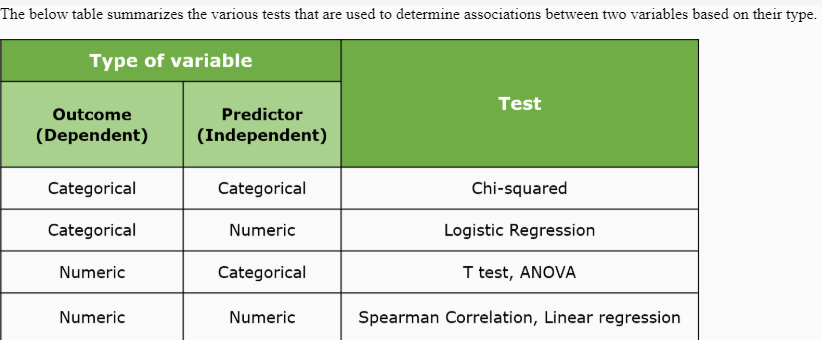 The below table summarizes the various tests that are used to determine associations between two variables based on their type.
Type of variable
Test
Outcome
(Dependent)
Predictor
(Independent)
Categorical Categorical Chi-squared
Categorical Numeric Logistic Regression
Numeric Categorical T test, ANOVA
Numeric Numeric Spearman Correlation, Linear regression